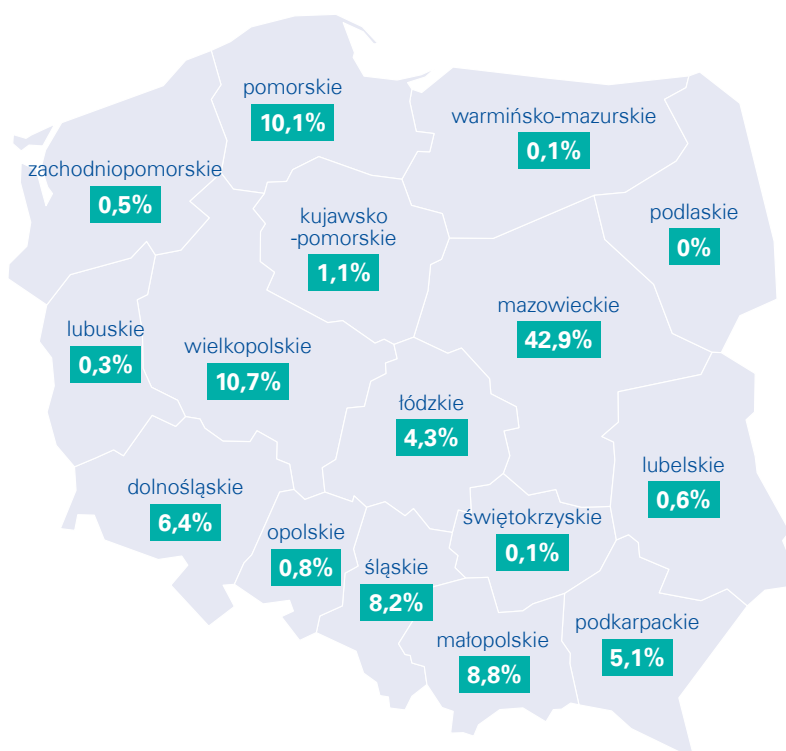 pomorskie
10,1%
warmińsko-mazurskie
0,1%
zachodniopomorskie
0,5%
kujawsko
-pomorskie
1,1%
podlaskie
0%
mazowieckie
42,9%
lubuskie
0,3%
wielkopolskie
10,7%
łódzkie
4,3%
lubelskie
0,6%
dolnośląskie
6,4%
opolskie
0,8%
śląskie
8,2%
świętokrzyskie
0,1%
małopolskie
8,8%
podkarpackie
5,1%